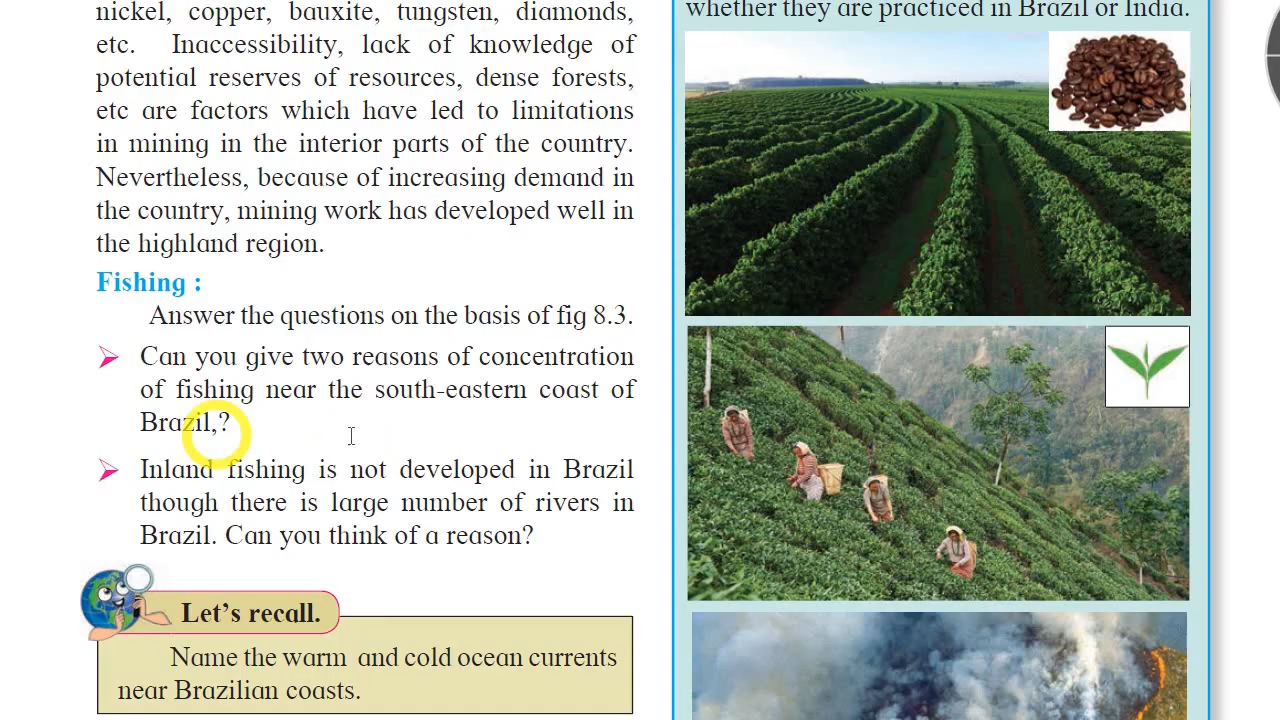 nickel, copper, bauxite, tungsten, diamonds,
etc. Inaccessibility, lack of knowledge of
potential reserves of resources, dense forests,
etc are factors which have led to limitations
in mining in the interior parts of the country.
Nevertheless, because of increasing demand in
the country, mining work has developed well in
the highland region.
Fishing :
Answer the questions on the basis of fig 8.3.
Can you give two reasons of concentration
of fishing near the south-eastern coast of
Brazil,?
Inland fishing is not developed in Brazil
though there is large number of rivers in
Brazil. Can you think of a reason?
Let's recall.
Name the warm and cold ocean currents
near Brazilian coasts.
whether they are practiced in Brazil or India.